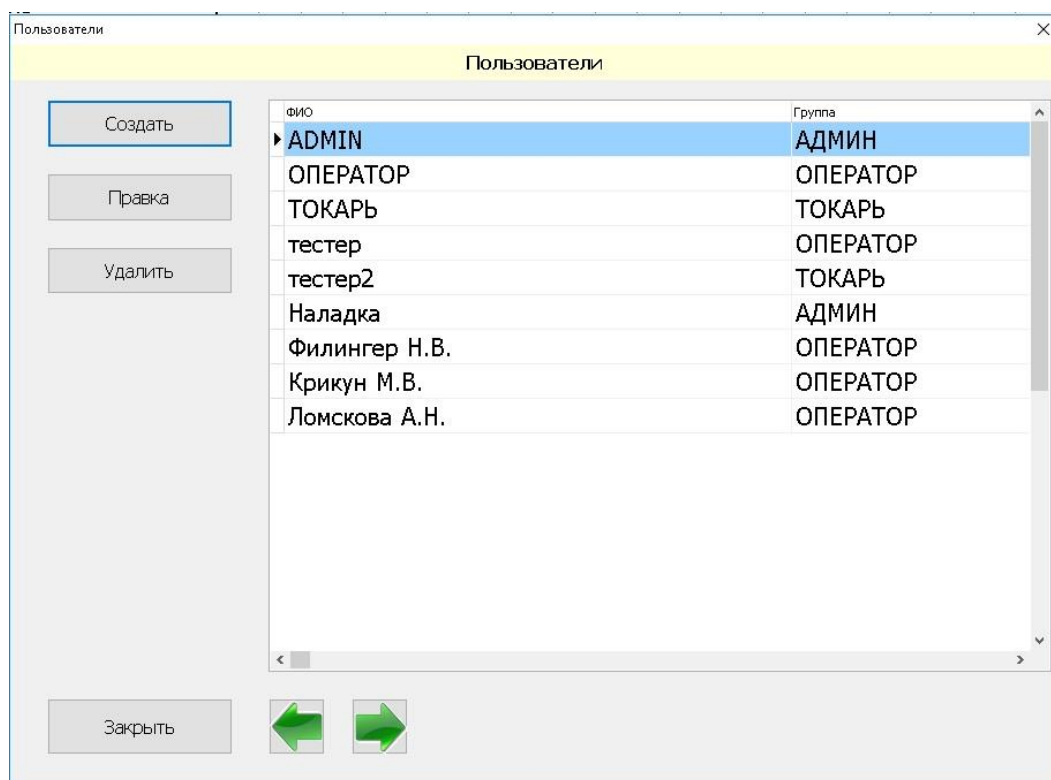 Пользователи
Пользователи
Создать
Правка
Удалить
ФИО Группа
ADMIN АДМИН
ОПЕРАТОР ОПЕРАТОР
ТОКАРЬ ТОКАРЬ
тестер ОПЕРАТОР
тестер2 ТОКАРЬ
Наладка АДМИН
Филингер Н.В. ОПЕРАТОР
Крикун М.В. ОПЕРАТОР
Ломскова А.Н. ОПЕРАТОР
Закрыть